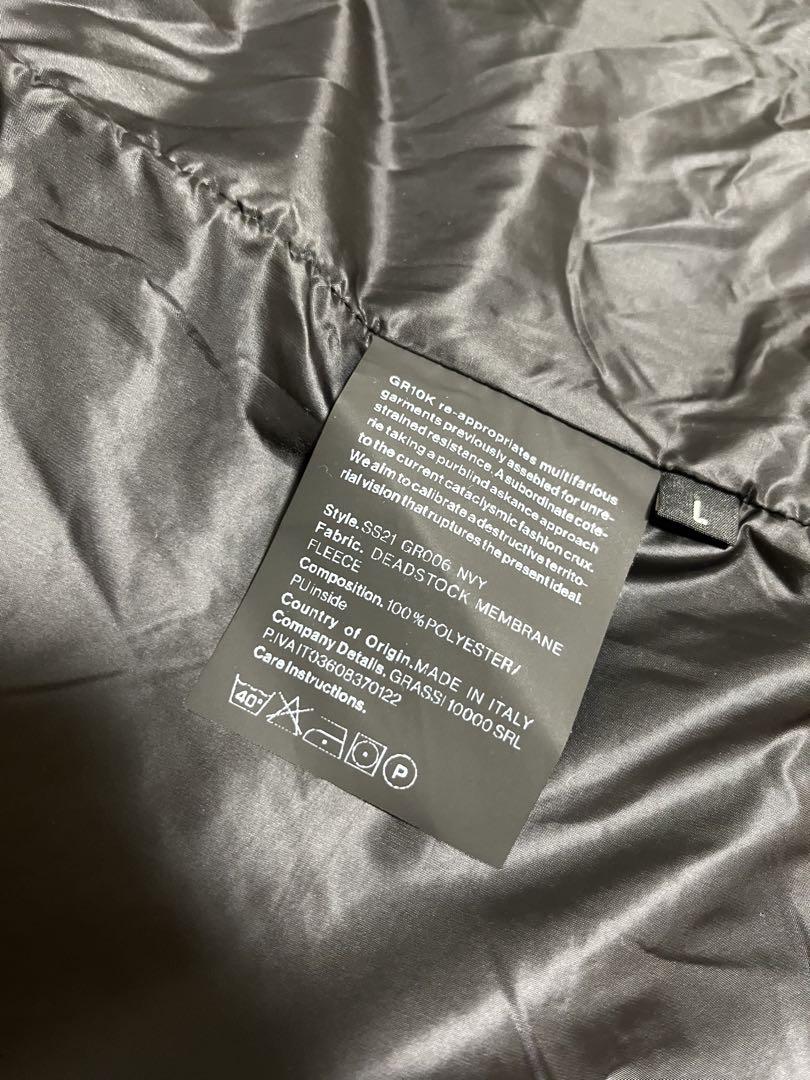 GR10K re-appropriates multifarious
garments previously assebled for unre-
strained resistance. A subordinate cote-
rie taking a purblind askance approach
to the current cataclysmic fashion crux.
We aim to calibrate a destructive territo-
rial vision that ruptures the present ideal.
Style. SS21 GR006 NVY
Fabric. DEADSTOCK MEMBRANE
FLEECE
Composition. 100%POLYESTER/
PU inside
Country of Origin. MADE IN ITALY
Company Details. GRASSI 10000 SRL
P.IVA IT03608370122
Care Instructions.
40°
P
L